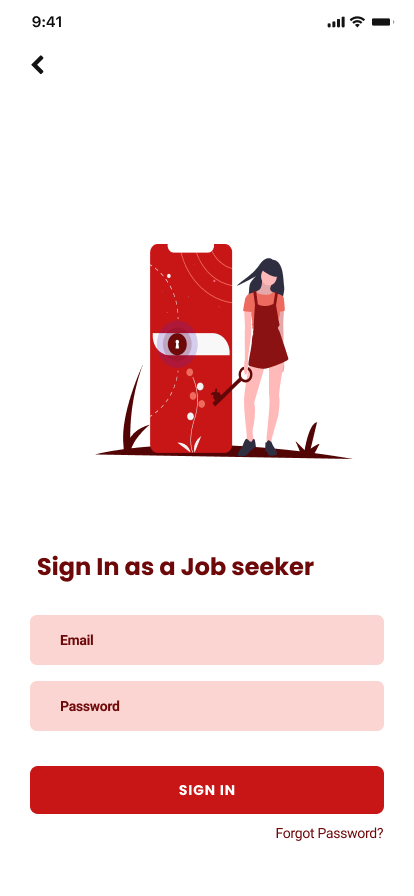 9:41
Sign In as a Job seeker
Email
Password
SIGN IN
Forgot Password?